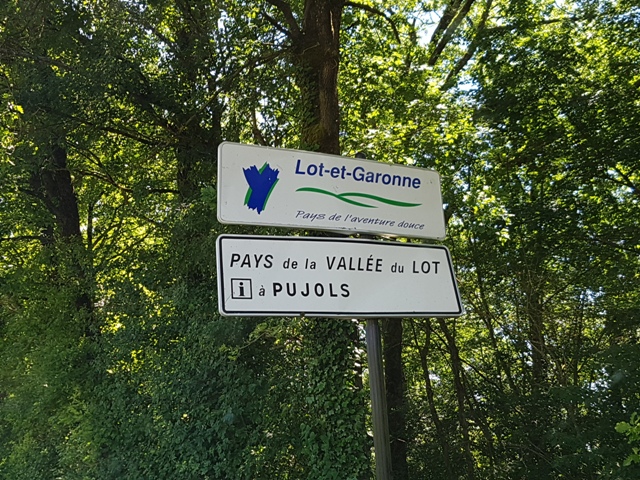 Lot-et-Garonne
Pays de l'aventure douce
PAYS de la VALLÉE du LOT
i à PUJOLS